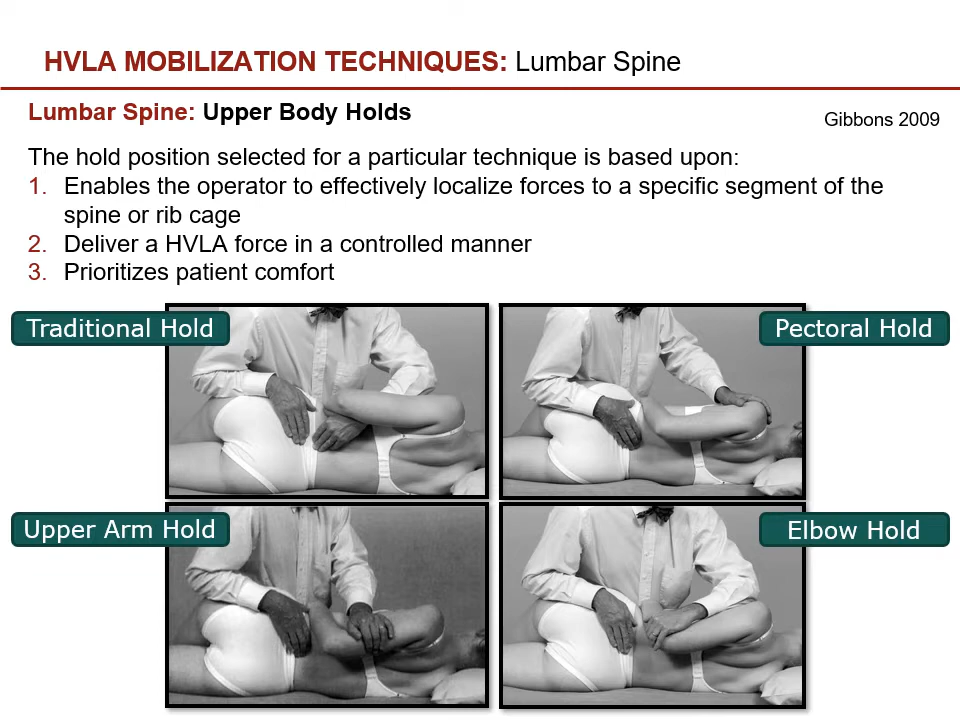 HVLA MOBILIZATION TECHNIQUES: Lumbar Spine
Lumbar Spine: Upper Body Holds
Gibbons 2009
The hold position selected for a particular technique is based upon:
1. Enables the operator to effectively localize forces to a specific segment of the
spine or rib cage
2. Deliver a HVLA force in a controlled manner
3. Prioritizes patient comfort
Traditional Hold
Pectoral Hold
Upper Arm Hold
Elbow Hold